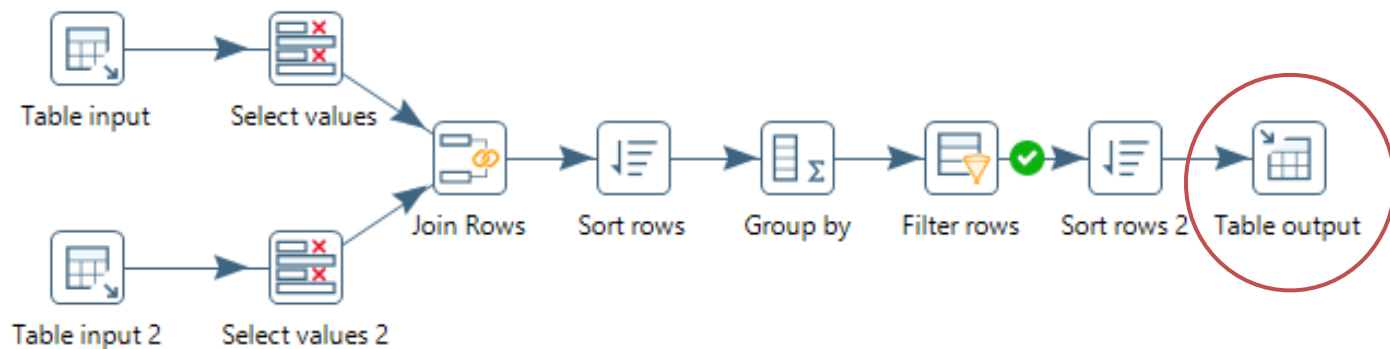 Table input
Select values
Join Rows
Sort rows
Group by
Filter rows
Sort rows 2
Table output
Table input 2
Select values 2